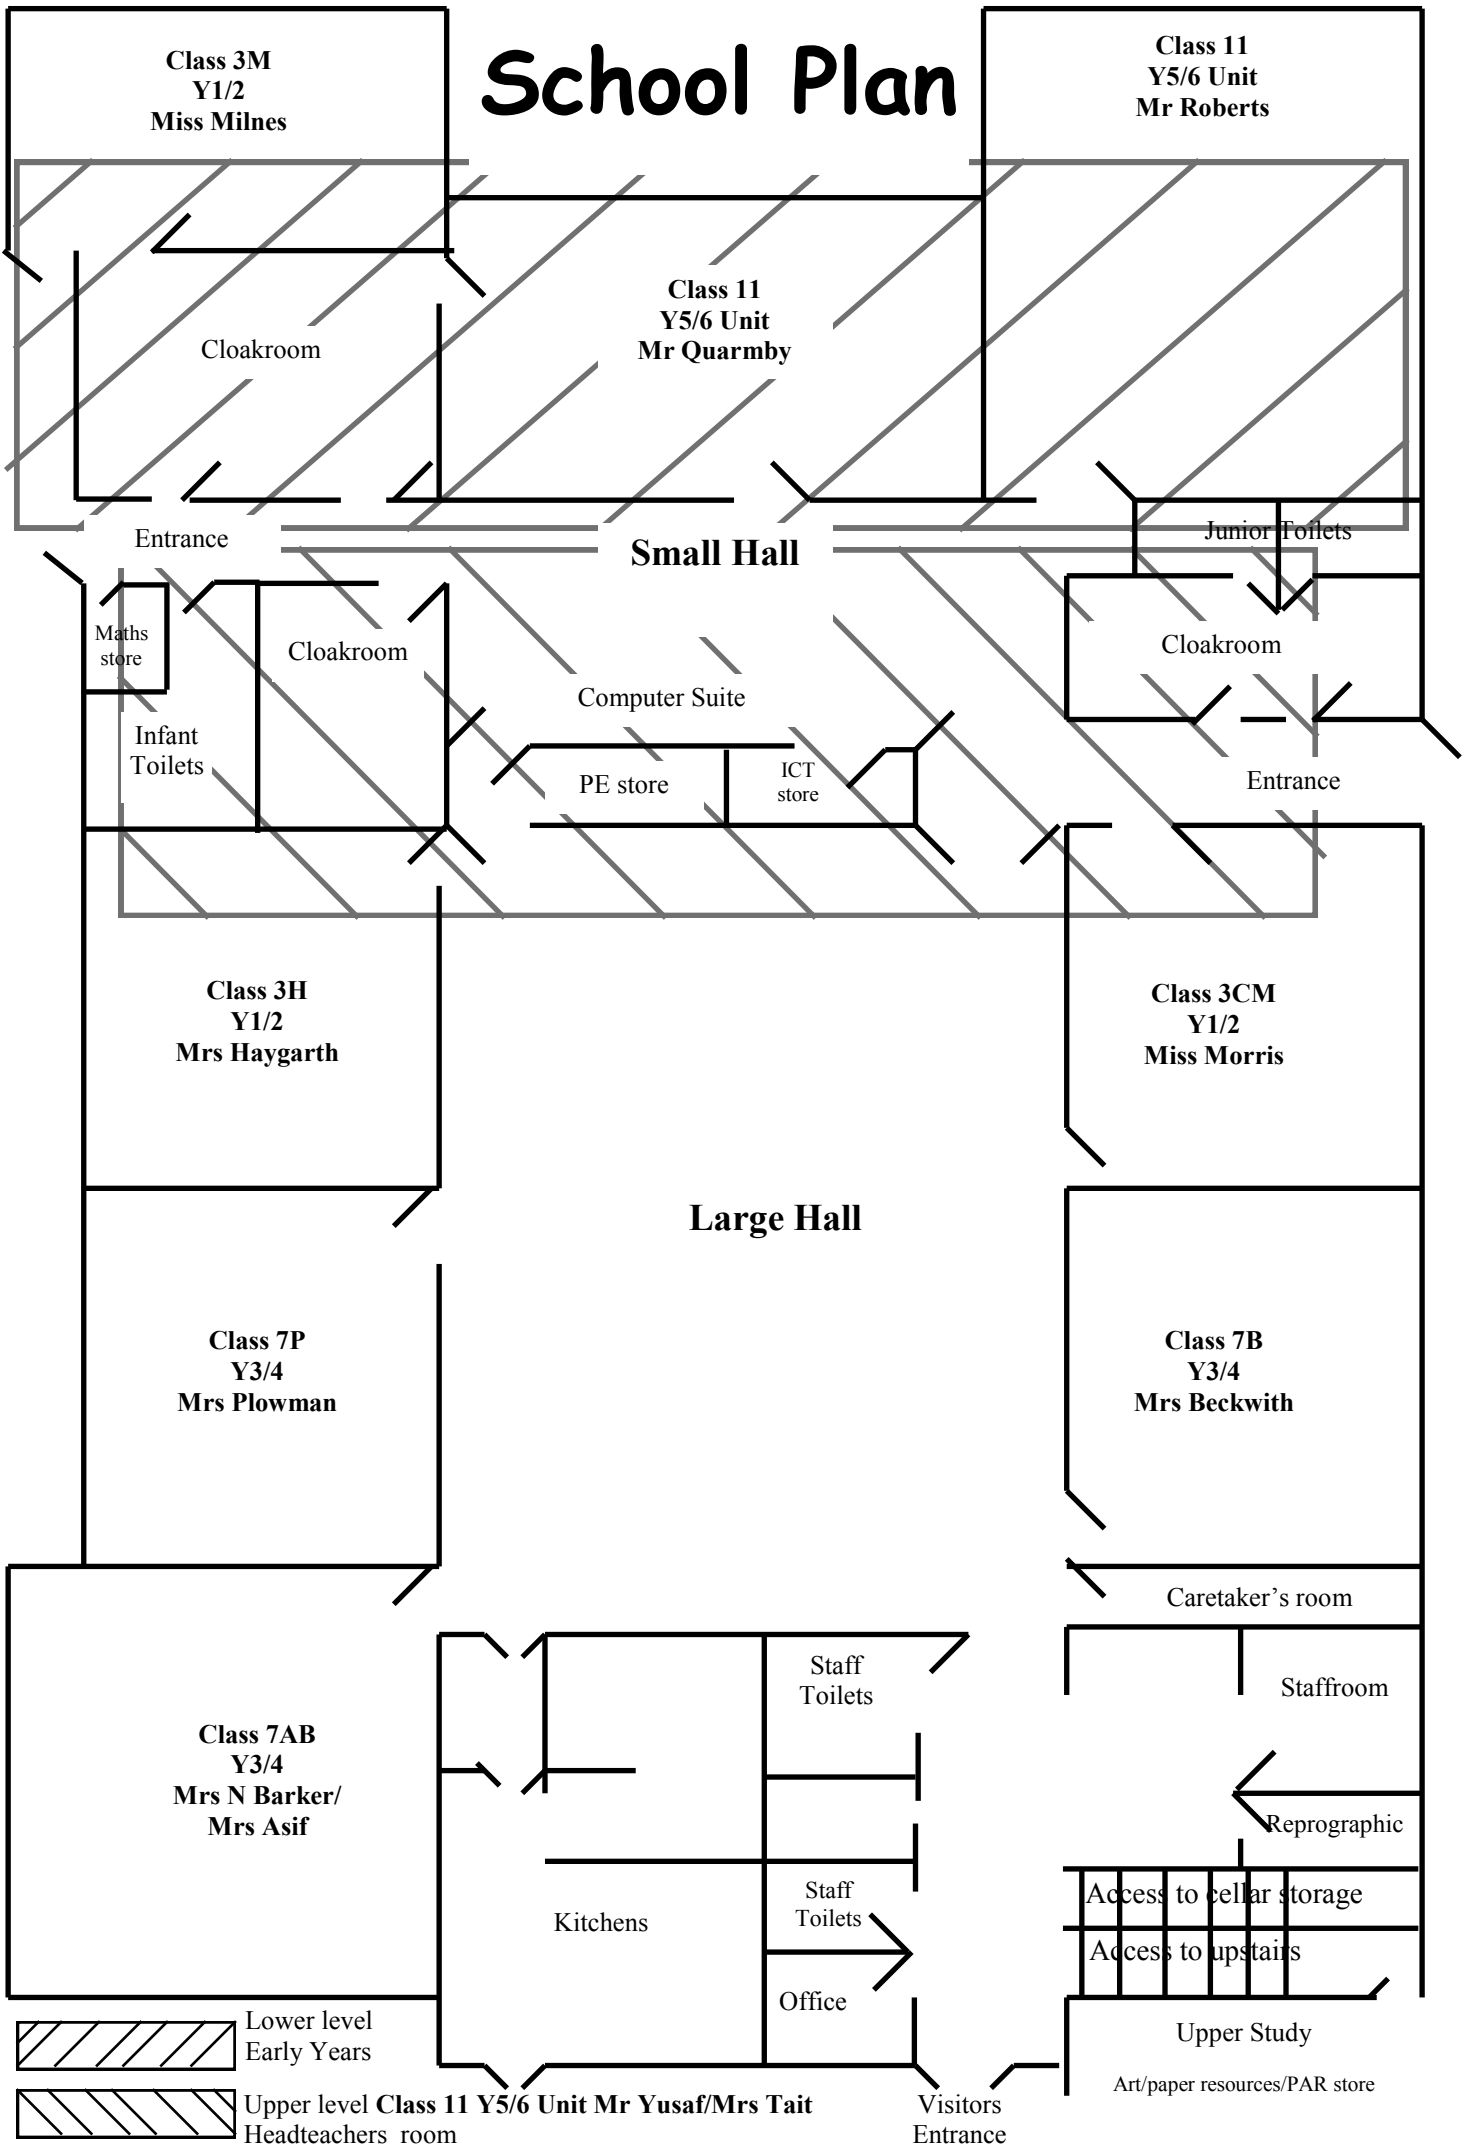 School Plan
Class 3M
Y1/2
Miss Milnes
Class 11
Y5/6 Unit
Mr Roberts
Class 11
Y5/6 Unit
Mr Quarmby
Cloakroom
Entrance
Small Hall
Junior Toilets
Maths
store
Cloakroom
Cloakroom
Computer Suite
Infant
Toilets
PE store
ICT
store
Entrance
Class 3H
Y1/2
Mrs Haygarth
Class 3CM
Y1/2
Miss Morris
Large Hall
Class 7P
Y3/4
Mrs Plowman
Class 7B
Y3/4
Mrs Beckwith
Caretaker’s room
Staff
Toilets
Staffroom
Class 7AB
Y3/4
Mrs N Barker/
Mrs Asif
Reprographic
Staff
Toilets
Kitchens
Access to cellar storage
Access to upstairs
Office
Upper Study
Art/paper resources/PAR store
Lower level
Early Years
Upper level Class 11 Y5/6 Unit Mr Yusaf/Mrs Tait
Headteachers room
Visitors
Entrance